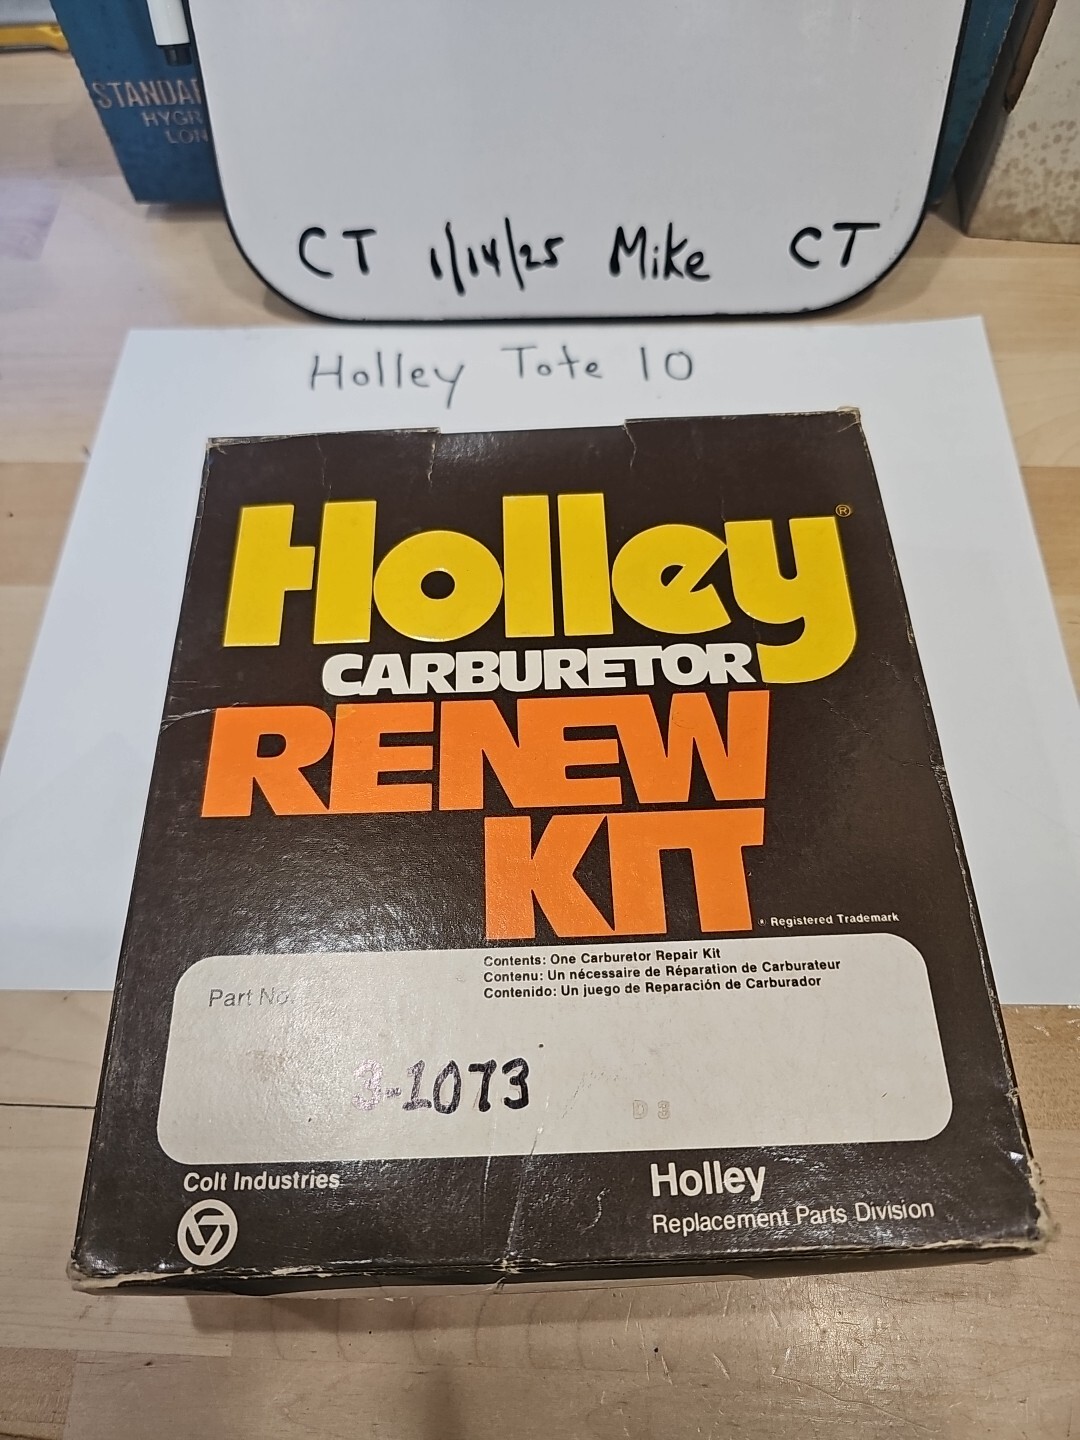 STANDAR
HYGR
LON
CT 1/14/25 Mike CT
Holley Tote 10
Holley®
CARBURETOR
RENEW
KIT
® Registered Trademark
Contents: One Carburetor Repair Kit
Contenu: Un nécessaire de Réparation de Carburateur
Contenido: Un juego de Reparación de Carburador
Part No.
3-1073
D 3
Colt Industries
Holley
Replacement Parts Division